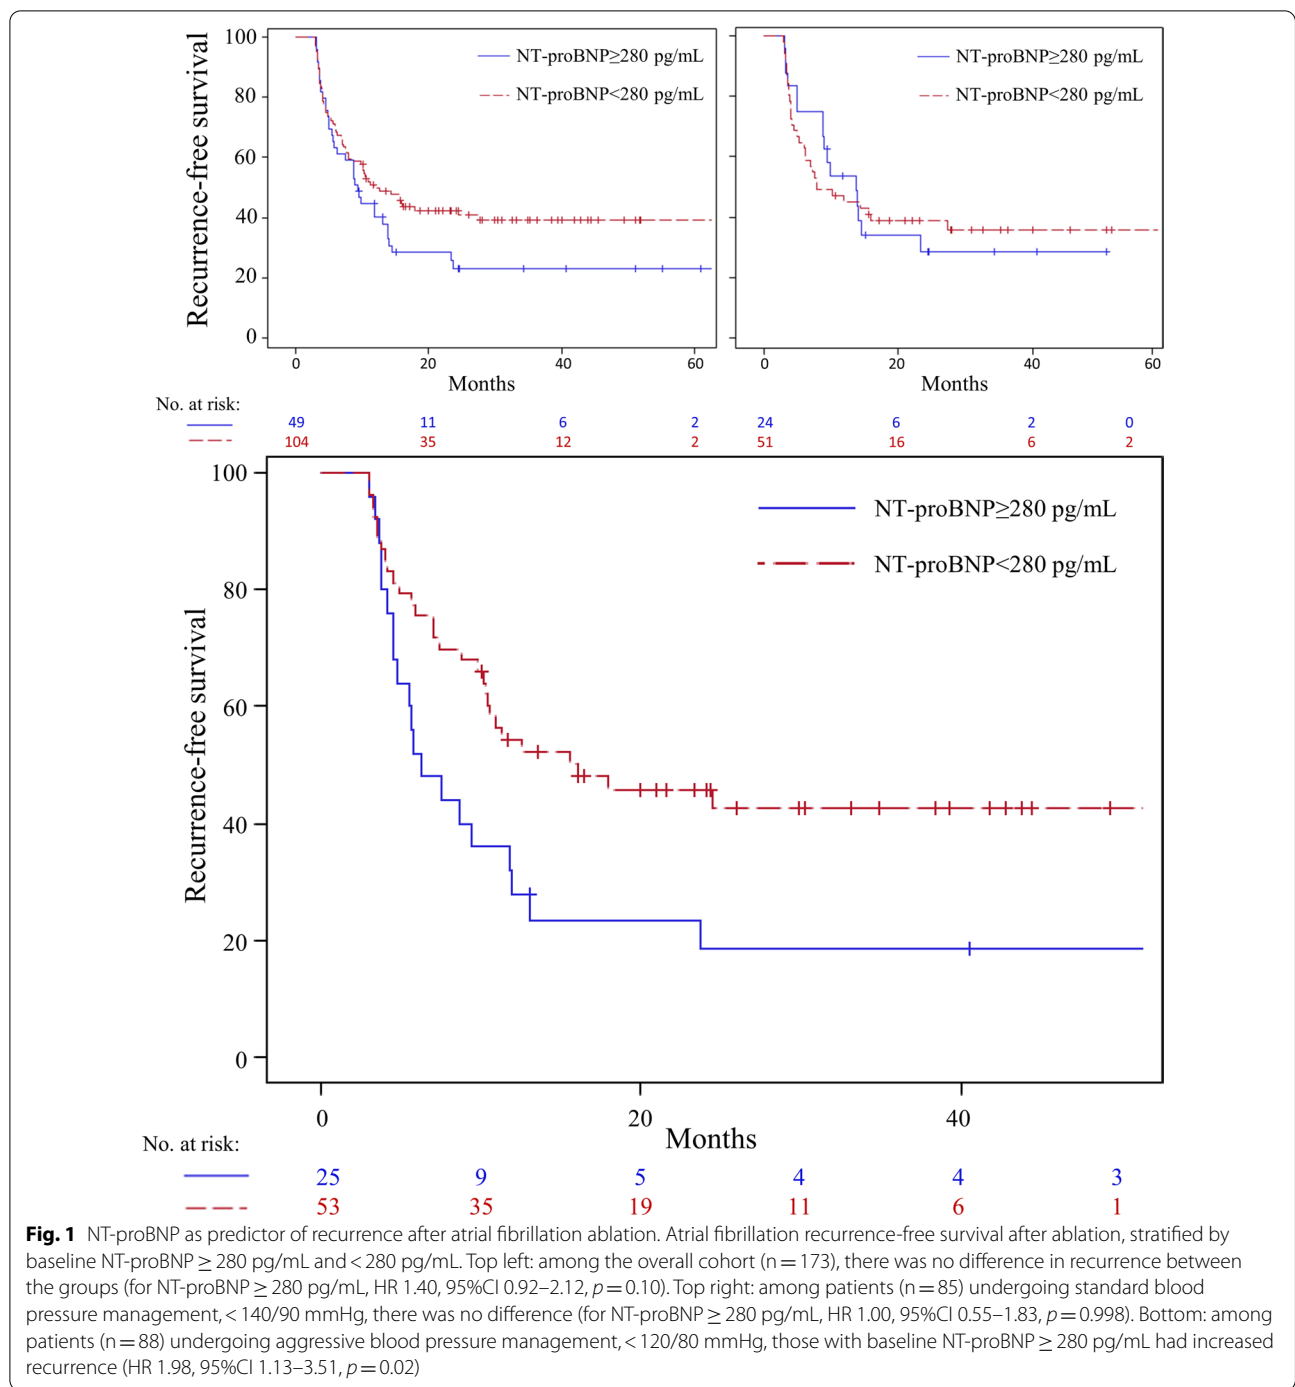 Recurrence-free survival
100
80
60
40
20
0
NT-proBNP≥280 pg/mL
NT-proBNP<280 pg/mL
0 20 40 60
Months
NT-proBNP≥280 pg/mL
NT-proBNP<280 pg/mL
0 20 40 60
Months
No. at risk:
49 11 6 2 24 6 2 0
104 35 12 2 51 16 6 2
Recurrence-free survival
100
80
60
40
20
0
NT-proBNP≥280 pg/mL
NT-proBNP<280 pg/mL
0 20 40
Months
No. at risk:
25 9 5 4 4 3
53 35 19 11 6 1
Fig. 1 NT-proBNP as predictor of recurrence after atrial fibrillation ablation. Atrial fibrillation recurrence-free survival after ablation, stratified by
baseline NT-proBNP ≥ 280 pg/mL and < 280 pg/mL. Top left: among the overall cohort (n = 173), there was no difference in recurrence between
the groups (for NT-proBNP ≥ 280 pg/mL, HR 1.40, 95%CI 0.92–2.12, p = 0.10). Top right: among patients (n = 85) undergoing standard blood
pressure management, < 140/90 mmHg, there was no difference (for NT-proBNP ≥ 280 pg/mL, HR 1.00, 95%CI 0.55–1.83, p = 0.998). Bottom: among
patients (n = 88) undergoing aggressive blood pressure management, < 120/80 mmHg, those with baseline NT-proBNP ≥ 280 pg/mL had increased
recurrence (HR 1.98, 95%CI 1.13–3.51, p = 0.02)